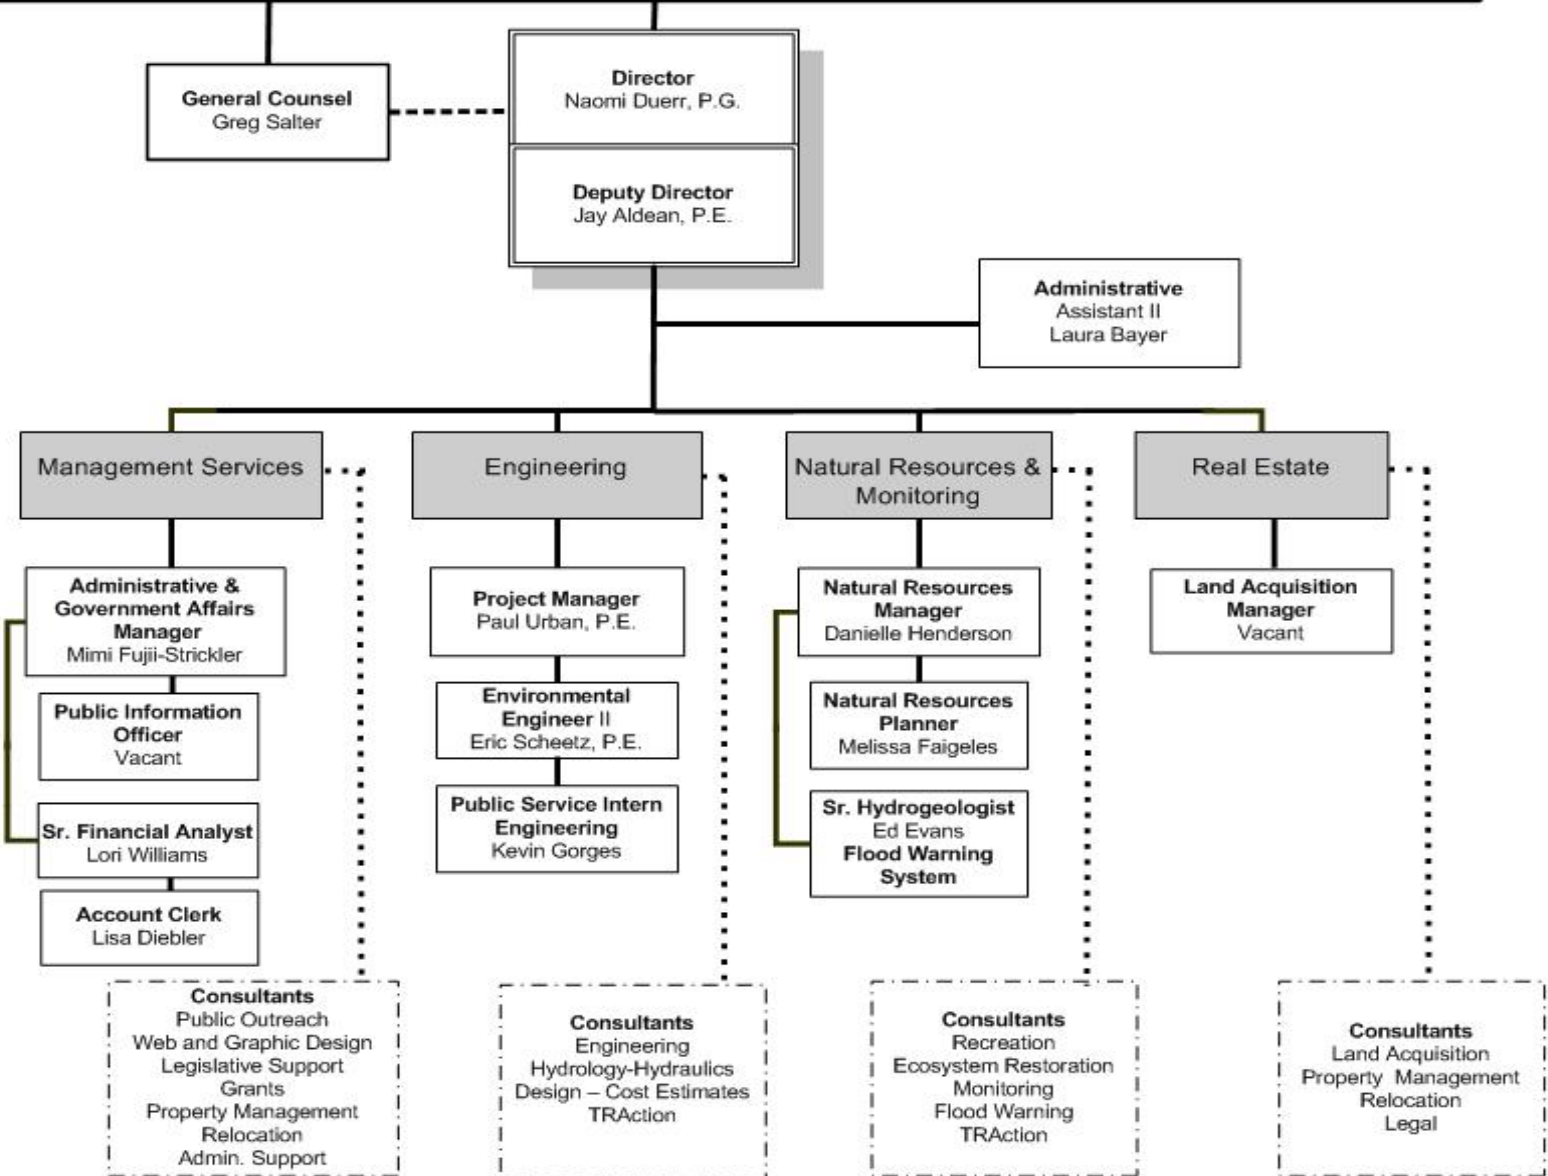 General Counsel
Greg Salter
Director
Naomi Duerr, P.G.
Deputy Director
Jay Aldean, P.E.
Administrative
Assistant II
Laura Bayer
Management Services
Administrative &
Government Affairs
Manager
Mimi Fujii-Strickler
Public Information
Officer
Vacant
Sr. Financial Analyst
Lori Williams
Account Clerk
Lisa Diebler
Consultants
Public Outreach
Web and Graphic Design
Legislative Support
Grants
Property Management
Relocation
Admin. Support
Engineering
Project Manager
Paul Urban, P.E.
Environmental
Engineer II
Eric Scheetz, P.E.
Public Service Intern
Engineering
Kevin Gorges
Consultants
Engineering
Hydrology-Hydraulics
Design – Cost Estimates
TRAction
Natural Resources &
Monitoring
Natural Resources
Manager
Danielle Henderson
Natural Resources
Planner
Melissa Faigeles
Sr. Hydrogeologist
Ed Evans
Flood Warning
System
Consultants
Recreation
Ecosystem Restoration
Monitoring
Flood Warning
TRAction
Real Estate
Land Acquisition
Manager
Vacant
Consultants
Land Acquisition
Property Management
Relocation
Legal